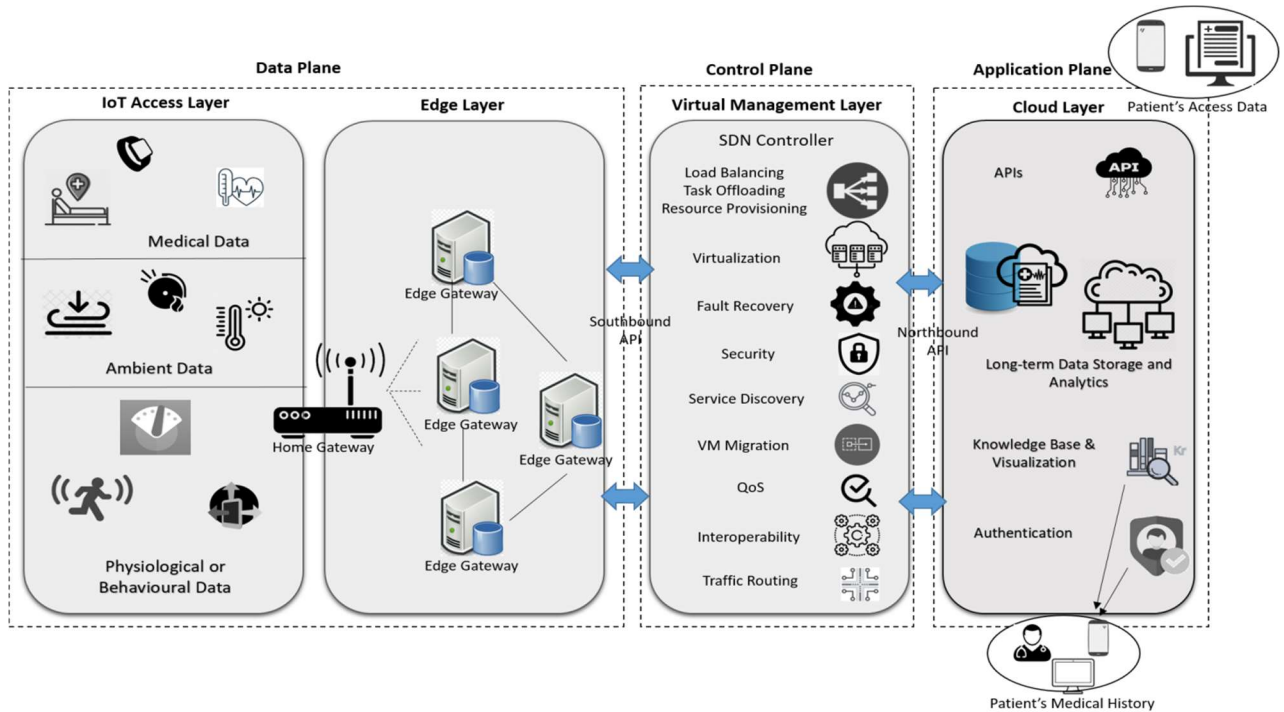 Data Plane
Control Plane
Application Plane
Patient's Access Data
IoT Access Layer
Edge Layer
Virtual Management Layer
Cloud Layer
Medical Data
Ambient Data
Physiological or
Behavioural Data
Home Gateway
Edge Gateway
Edge Gateway
Edge Gateway
Edge Gateway
Southbound
API
SDN Controller
Load Balancing
Task Offloading
Resource Provisioning
Virtualization
Fault Recovery
Security
Service Discovery
VM Migration
QoS
Interoperability
Traffic Routing
Northbound
API
APIs
API
Long-term Data Storage and
Analytics
Knowledge Base &
Visualization
Kr
Authentication
Patient's Medical History